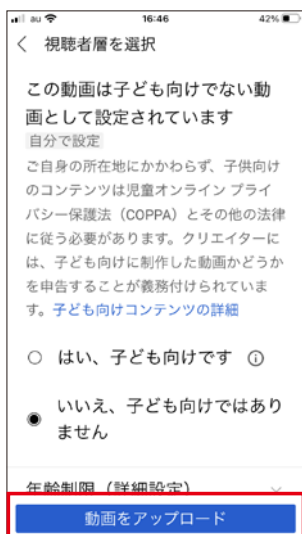 au 16:46 42%
視聴者層を選択
この動画は子ども向けでない動
画として設定されています
自分で設定
ご自身の所在地にかかわらず、子供向け
のコンテンツは児童オンライン プライ
バシー保護法（COPPA）とその他の法律
に従う必要があります。クリエイターに
は、子ども向けに制作した動画かどうか
を申告することが義務付けられていま
す。子ども向けコンテンツの詳細
はい、子ども向けです
いいえ、子ども向けではあり
ません
年齢制限（詳細設定）
動画をアップロード